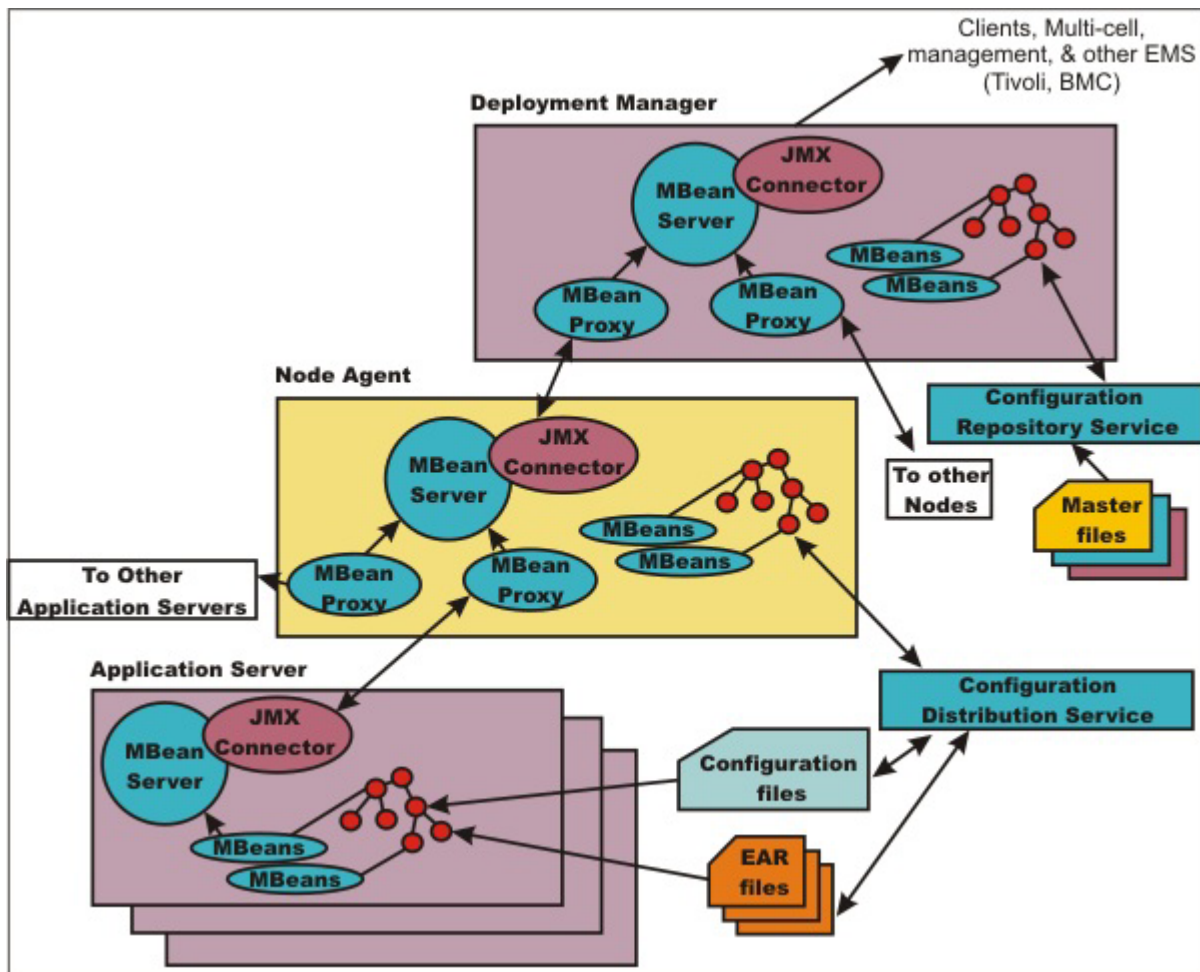 Clients, Multi-cell,
management, & other EMS
(Tivoli, BMC)
Deployment Manager
JMX
Connector
MBean
Server
MBeans
MBeans
MBean
Proxy
MBean
Proxy
Node Agent
Configuration
Repository Service
JMX
Connector
MBean
Server
To other
Nodes
Master
files
MBeans
MBeans
To Other
Application Servers
MBean
Proxy
MBean
Proxy
Application Server
Configuration
Distribution Service
JMX
Connector
MBean
Server
Configuration
files
MBeans
MBeans
EAR
files